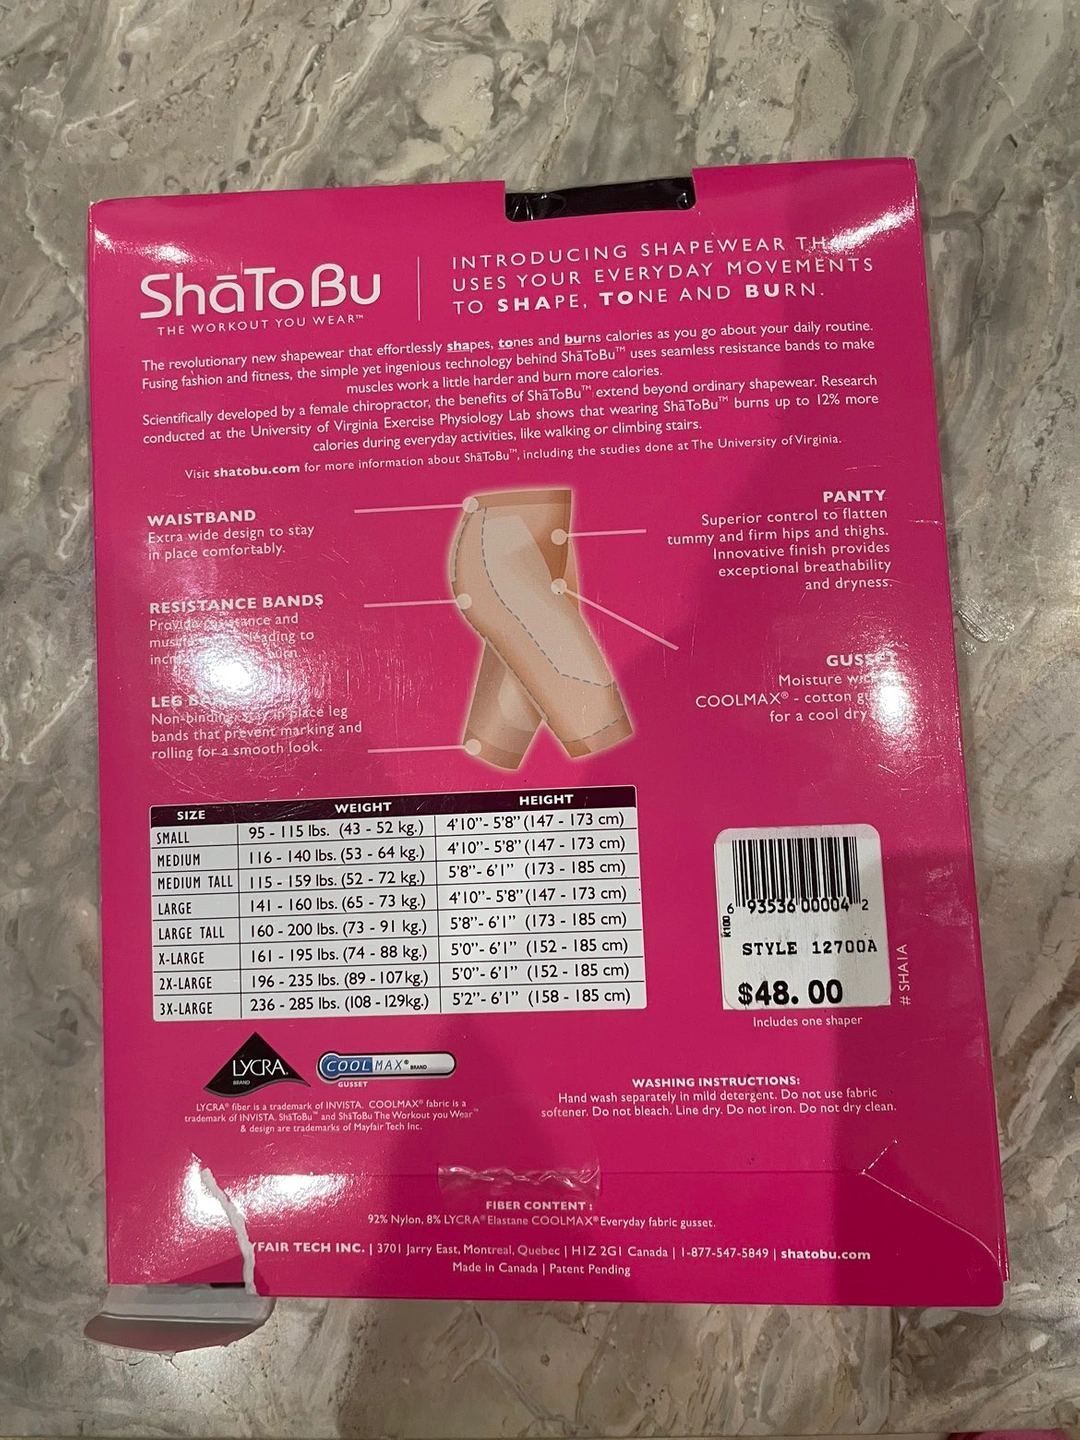 ShāToBu
THE WORKOUT YOU WEAR™
INTRODUCING SHAPEWEAR
USES YOUR EVERYDAY MOVEMENTS
TO SHAPE, TONE AND BURN.
The revolutionary new shapewear that effortlessly shapes, tones and burns calories as you go about your daily routine.
Fusing fashion and fitness, the simple yet ingenious technology behind ShāToBu™ uses seamless resistance bands to make
muscles work a little harder and burn more calories.
Scientifically developed by a female chiropractor, the benefits of ShāToBu™ extend beyond ordinary shapewear. Research
conducted at the University of Virginia Exercise Physiology Lab shows that wearing ShāToBu™ burns up to 12% more
calories during everyday activities, like walking or climbing stairs.
Visit shatobu.com for more information about ShāToBu™, including the studies done at The University of Virginia.
WAISTBAND
Extra wide design to stay
in place comfortably.
RESISTANCE BANDS
Provide resistance and
leading to
burn.
LEG
Non-binding, stay in place leg
bands that prevent marking and
rolling for a smooth look.
PANTY
Superior control to flatten
tummy and firm hips and thighs.
Innovative finish provides
exceptional breathability
and dryness.
GUSSET
Moisture
COOLMAX® - cotton
for a cool dry
SIZE WEIGHT HEIGHT
SMALL 95 - 115 lbs. (43 - 52 kg.) 4'10"- 5'8" (147 - 173 cm)
MEDIUM 116 - 140 lbs. (53 - 64 kg.) 4'10"- 5'8" (147 - 173 cm)
MEDIUM TALL 115 - 159 lbs. (52 - 72 kg.) 5'8"- 6'1" (173 - 185 cm)
LARGE 141 - 160 lbs. (65 - 73 kg.) 4'10"- 5'8" (147 - 173 cm)
LARGE TALL 160 - 200 lbs. (73 - 91 kg.) 5'8"- 6'1" (173 - 185 cm)
X-LARGE 161 - 195 lbs. (74 - 88 kg.) 5'0"- 6'1" (152 - 185 cm)
2X-LARGE 196 - 235 lbs. (89 - 107kg.) 5'0"- 6'1" (152 - 185 cm)
3X-LARGE 236 - 285 lbs. (108 - 129kg.) 5'2"- 6'1" (158 - 185 cm)
6 93536 00004 2
K100
STYLE 12700A
$48.00
# SHA1A
Includes one shaper
LYCRA®
BRAND
COOLMAX® BRAND
GUSSET
LYCRA® fiber is a trademark of INVISTA. COOLMAX® fabric is a
trademark of INVISTA. ShāToBu™ and ShāToBu The Workout you Wear™
& design are trademarks of Mayfair Tech Inc.
WASHING INSTRUCTIONS:
Hand wash separately in mild detergent. Do not use fabric
softener. Do not bleach. Line dry. Do not iron. Do not dry clean.
FIBER CONTENT :
92% Nylon, 8% LYCRA® Elastane COOLMAX® Everyday fabric gusset.
YFAIR TECH INC. | 3701 Jarry East, Montreal, Quebec | H1Z 2G1 Canada | 1-877-547-5849 | shatobu.com
Made in Canada | Patent Pending